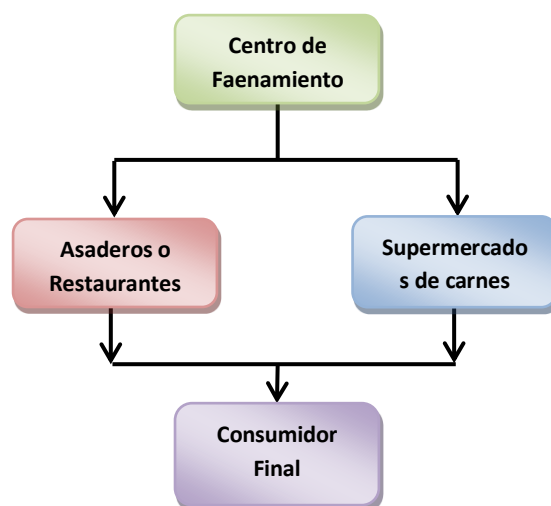 Centro de
Faenamiento
Asaderos o
Restaurantes
Supermercado
s de carnes
Consumidor
Final